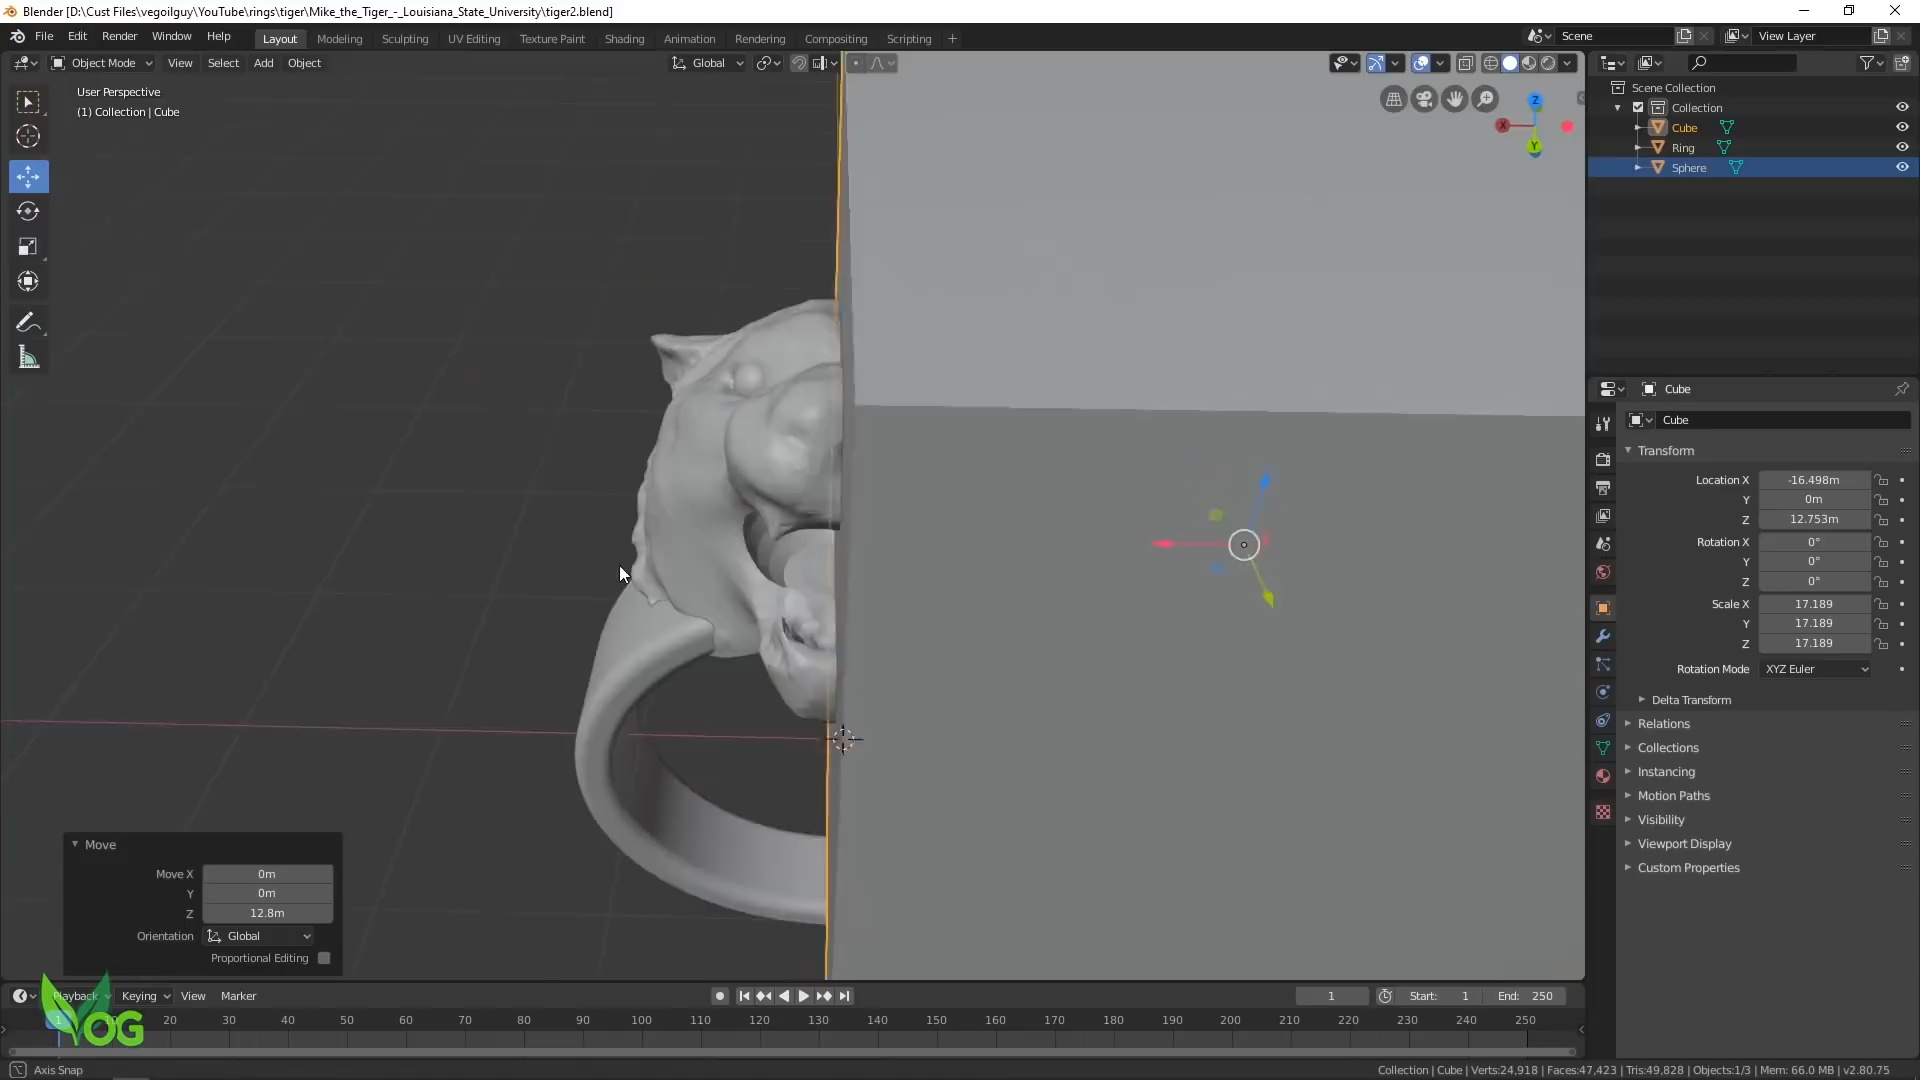 Blender [D:\Cust Files\vegoilguy\YouTube\rings\tiger\Mike_the_Tiger_-_Louisiana_State_University\tiger2.blend]
File Edit Render Window Help Layout Modeling Sculpting UV Editing Texture Paint Shading Animation Rendering Compositing Scripting + Scene View Layer
Object Mode View Select Add Object Global
User Perspective
(1) Collection | Cube
Z
X
Y
Scene Collection
Collection
Cube
Ring
Sphere
Cube
Cube
Transform
Location X -16.498m
Y 0m
Z 12.753m
Rotation X 0°
Y 0°
Z 0°
Scale X 17.189
Y 17.189
Z 17.189
Rotation Mode XYZ Euler
Delta Transform
Relations
Collections
Instancing
Motion Paths
Visibility
Viewport Display
Custom Properties
Move
Move X 0m
Y 0m
Z 12.8m
Orientation Global
Proportional Editing
Playback Keying View Marker 1 Start: 1 End: 250
1 20 30 40 50 60 70 80 90 100 110 120 130 140 150 160 170 180 190 200 210 220 230 240 250
VOG
Axis Snap
Collection | Cube | Verts:24,918 | Faces:47,423 | Tris:49,828 | Objects:1/3 | Mem: 66.0 MB | v2.80.75